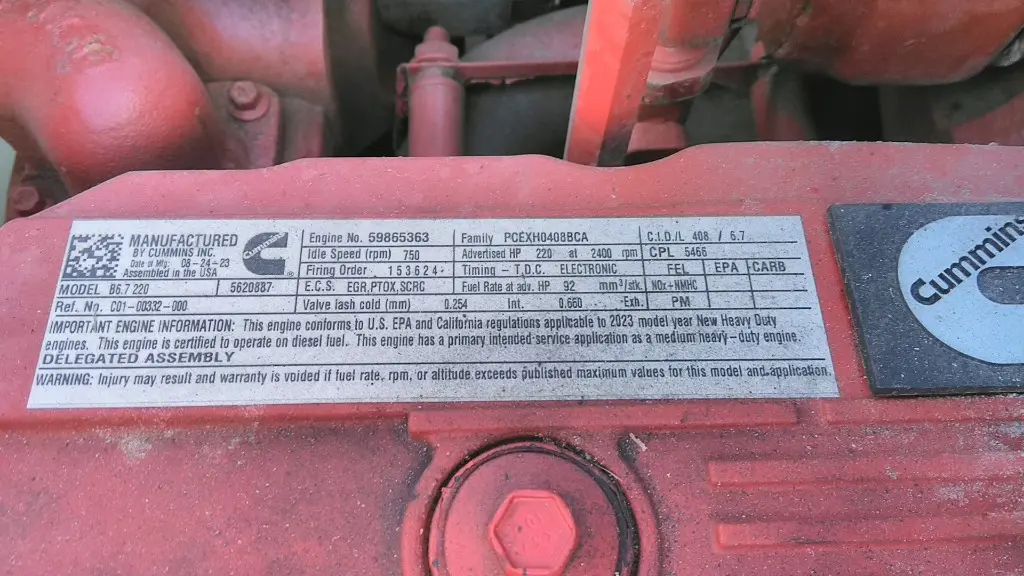 MANUFACTURED
BY CUMMINS INC.
Date of Mfg: 08-24-23
Assembled in the USA
Cummins
Engine No. 59865363
Family PCEXH0408BCA
C.I.D./L 408 / 6.7
Idle Speed (rpm) 750
Advertised HP 220 at 2400 rpm
CPL 5466
Firing Order 153624
Timing - T.D.C. ELECTRONIC
FEL EPA CARB
MODEL B6.7 220 5620887
E.C.S. EGR,PTOX,SCRC
Fuel Rate at adv. HP 92 mm³/stk.
NOx+NMHC
Ref. No. C01-00332-000
Valve lash cold (mm) 0.254 Int. 0.660 Exh.
PM
IMPORTANT ENGINE INFORMATION: This engine conforms to U.S. EPA and California regulations applicable to 2023 model year New Heavy Duty
engines. This engine is certified to operate on diesel fuel. This engine has a primary intended service application as a medium heavy-duty engine.
DELEGATED ASSEMBLY
WARNING: Injury may result and warranty is voided if fuel rate, rpm, or altitude exceeds published maximum values for this model and application.
Cummins